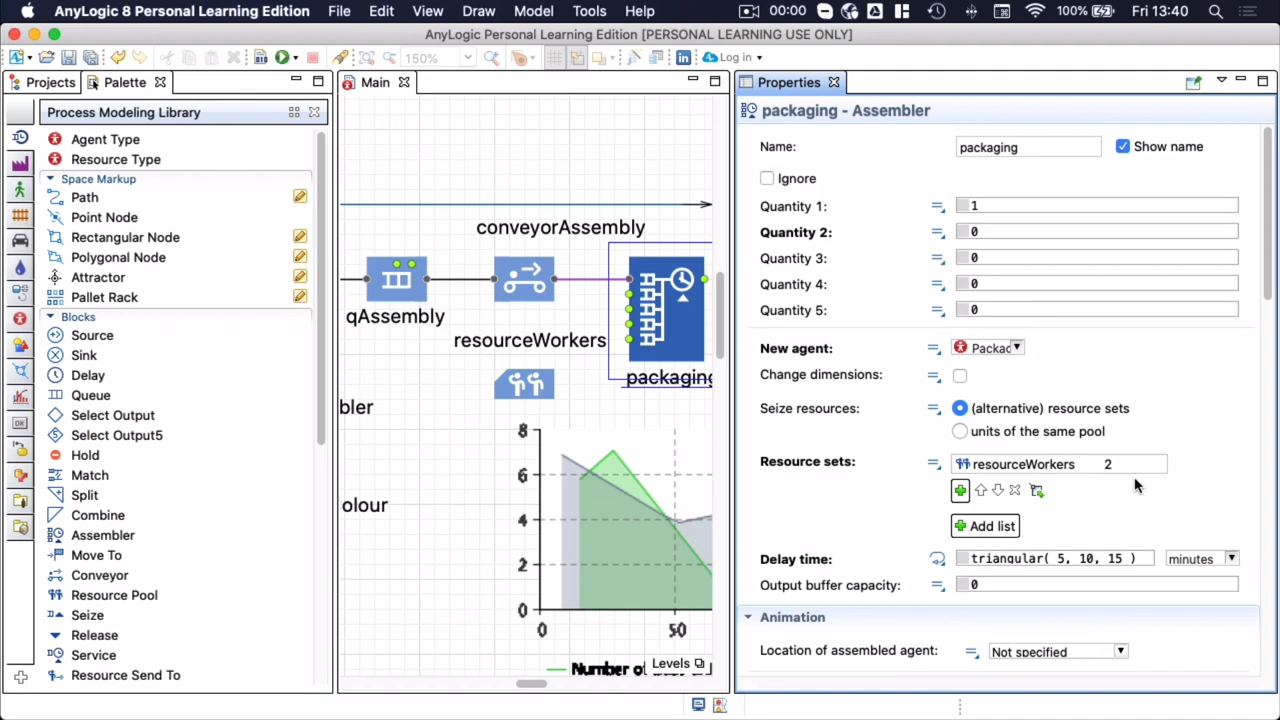 AnyLogic 8 Personal Learning Edition File Edit View Draw Model Tools Help 00:00 100% Fri 13:40
AnyLogic Personal Learning Edition [PERSONAL LEARNING USE ONLY]
150% Log in
Projects Palette
Main
Properties
Process Modeling Library
Agent Type
Resource Type
Space Markup
Path
Point Node
Rectangular Node
Polygonal Node
Attractor
Pallet Rack
Blocks
Source
Sink
Delay
Queue
Select Output
Select Output5
Hold
Match
Split
Combine
Assembler
Move To
Conveyor
Resource Pool
Seize
Release
Service
Resource Send To
conveyorAssembly
qAssembly
resourceWorkers
packaging
bler
olour
8
6
4
2
0
0 50
Number of
Levels
packaging - Assembler
Name: packaging Show name
Ignore
Quantity 1: 1
Quantity 2: 0
Quantity 3: 0
Quantity 4: 0
Quantity 5: 0
New agent: Packag
Change dimensions:
Seize resources: (alternative) resource sets
units of the same pool
Resource sets: resourceWorkers 2
Add list
Delay time: triangular( 5, 10, 15 ) minutes
Output buffer capacity: 0
Animation
Location of assembled agent: Not specified